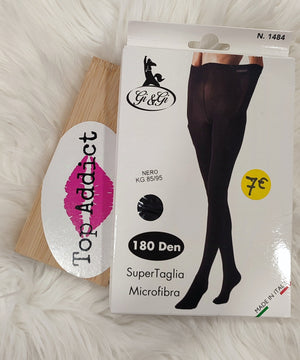 N. 1484
Gi&Gi
NERO
KG.85/95
7€
180 Den
SuperTaglia
Microfibra
MADE IN ITALY
Top Addict